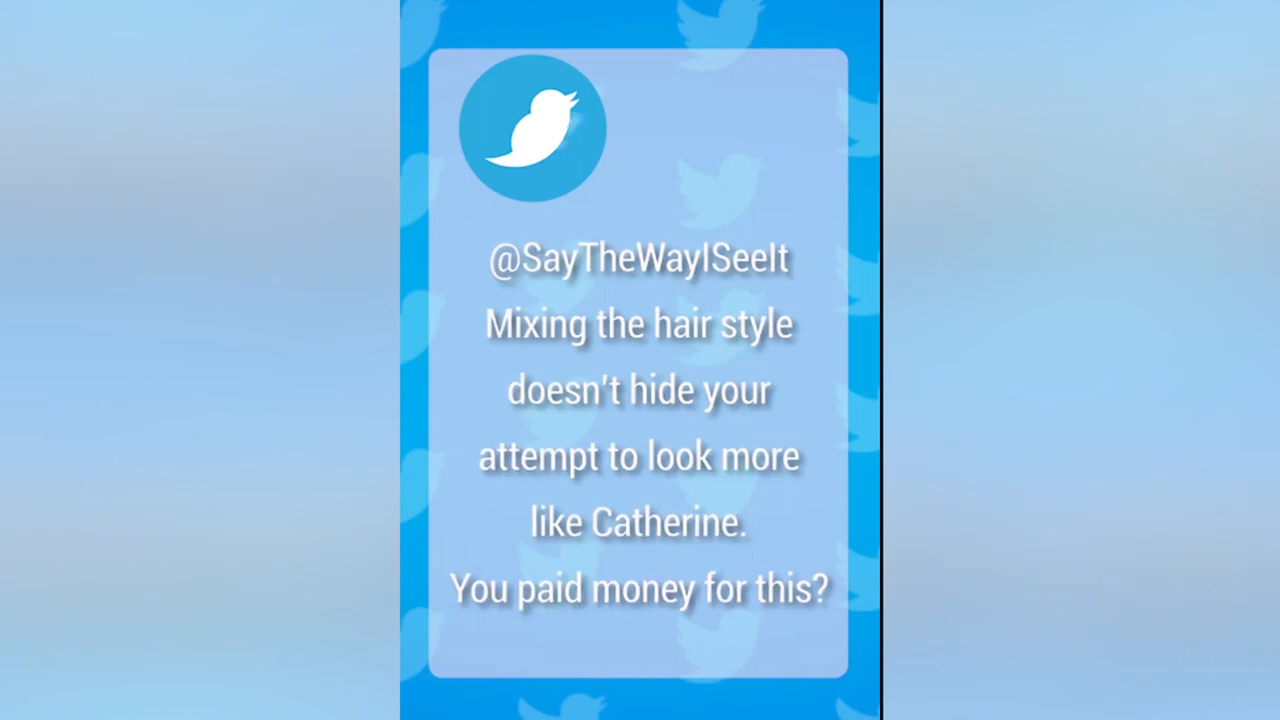 @SayTheWayISeeIt
Mixing the hair style
doesn't hide your
attempt to look more
like Catherine.
You paid money for this?